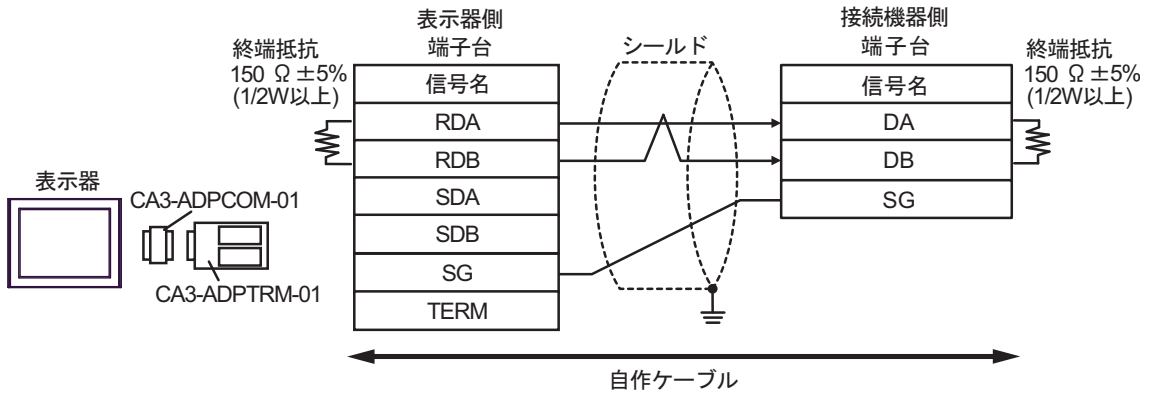 表示器側
端子台
接続機器側
端子台
シールド
終端抵抗
150 Ω ±5%
(1/2W以上)
終端抵抗
150 Ω ±5%
(1/2W以上)
信号名
RDA
RDB
SDA
SDB
SG
TERM
信号名
DA
DB
SG
表示器
CA3-ADPCOM-01
CA3-ADPTRM-01
自作ケーブル